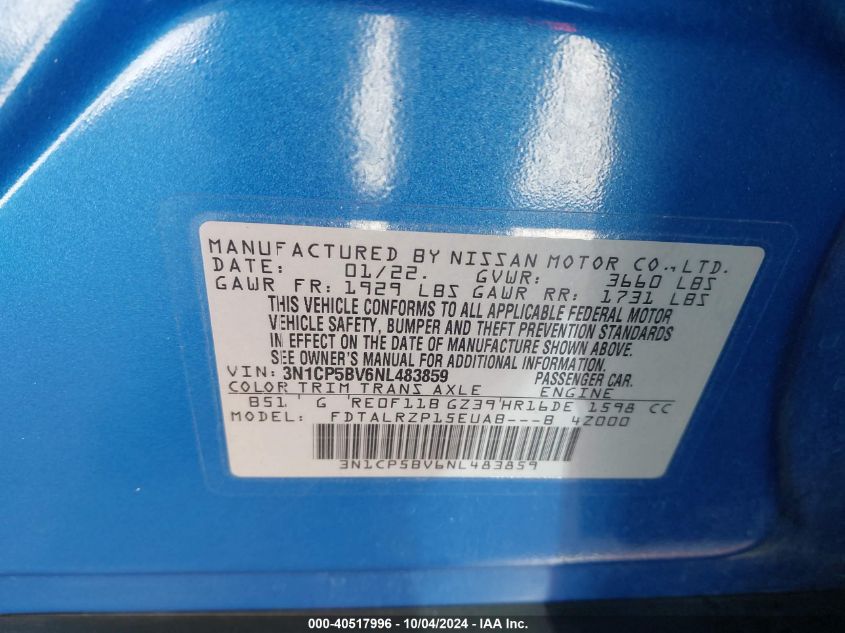 MANUFACTURED BY NISSAN MOTOR CO., LTD.
DATE: 01/22. GVWR: 3660 LBS
GAWR FR: 1929 LBS GAWR RR: 1731 LBS
THIS VEHICLE CONFORMS TO ALL APPLICABLE FEDERAL MOTOR
VEHICLE SAFETY, BUMPER AND THEFT PREVENTION STANDARDS
IN EFFECT ON THE DATE OF MANUFACTURE SHOWN ABOVE.
SEE OWNER'S MANUAL FOR ADDITIONAL INFORMATION.
VIN: 3N1CP5BV6NL483859 PASSENGER CAR.
COLOR TRIM TRANS AXLE ENGINE
B51 G RE0F11B GZ39 HR16DE 1598 CC
MODEL: FDTALRZP15EUAB---B 4Z000
3N1CP5BV6NL483859
000-40517996 - 10/04/2024 - IAA Inc.